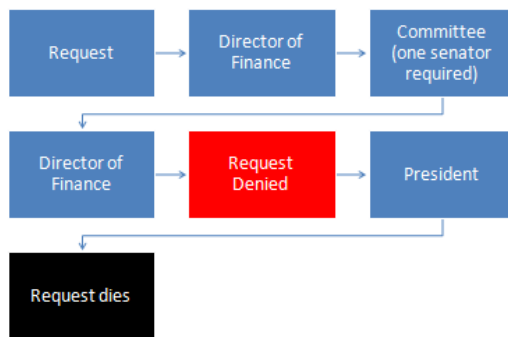 Request
Director of
Finance
Committee
(one senator
required)
Director of
Finance
Request
Denied
President
Request dies